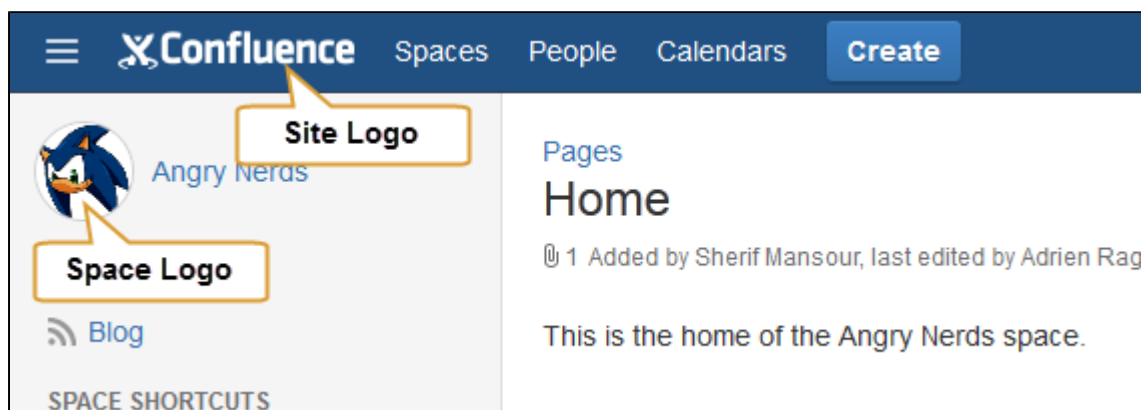 Confluence Spaces People Calendars Create
Site Logo
Angry Nerds
Space Logo
Blog
SPACE SHORTCUTS
Pages
Home
1 Added by Sherif Mansour, last edited by Adrien
This is the home of the Angry Nerds space.